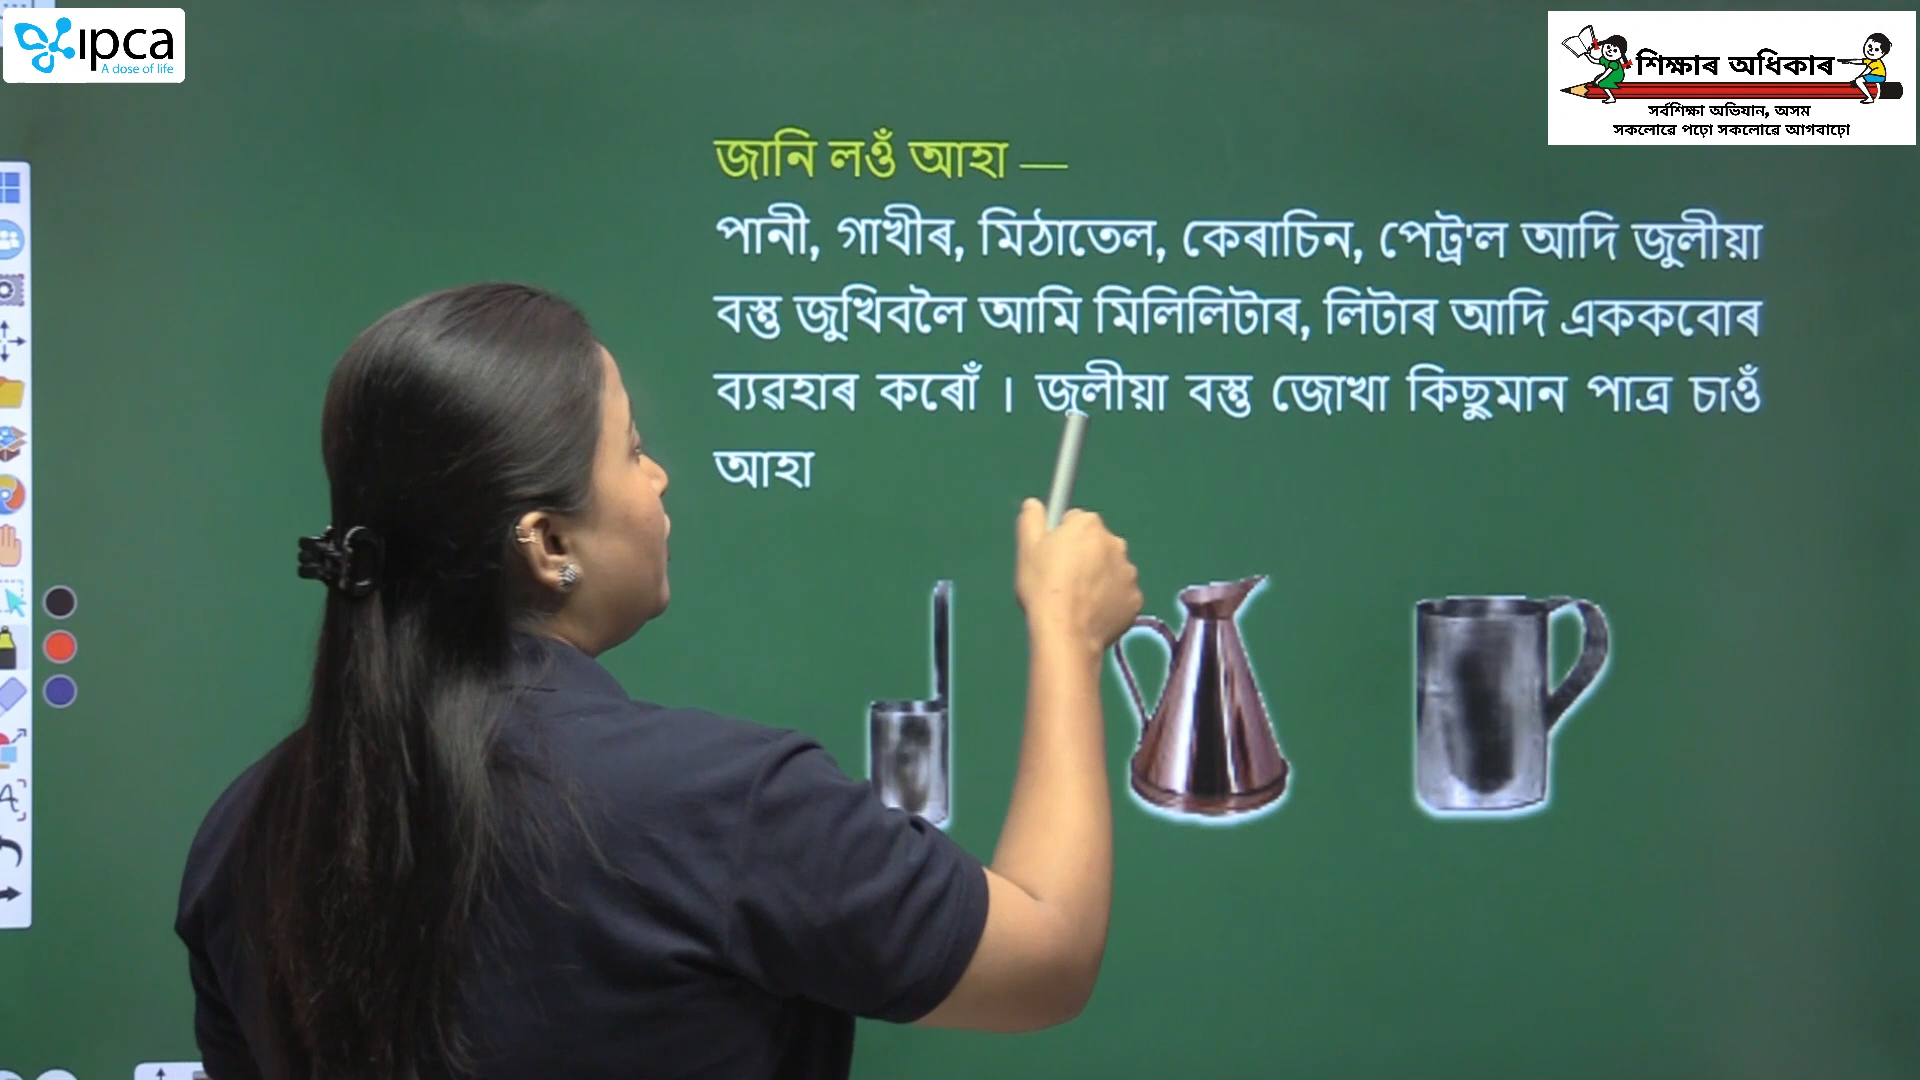 ipca
A dose of life
শিক্ষাৰ অধিকাৰ
সৰ্বশিক্ষা অভিযান, অসম
সকলোৱে পঢ়ো সকলোৱে আগবাঢ়ো
জানি লওঁ আহা —
পানী, গাখীৰ, মিঠাতেল, কেৰাচিন, পেট্ৰ'ল আদি জুলীয়া
বস্তু জুখিবলৈ আমি মিলিলিটাৰ, লিটাৰ আদি এককবোৰ
ব্যৱহাৰ কৰোঁ । জুলীয়া বস্তু জোখা কিছুমান পাত্ৰ চাওঁ
আহা